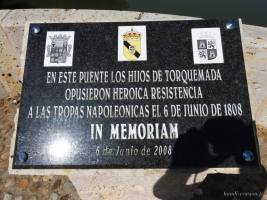 EN ESTE PUENTE LOS HIJOS DE TORQUEMADA
OPUSIERON HEROICA RESISTENCIA
A LAS TROPAS NAPOLEONICAS EL 6 DE JUNIO DE 1808
IN MEMORIAM
6 de Junio de 2008